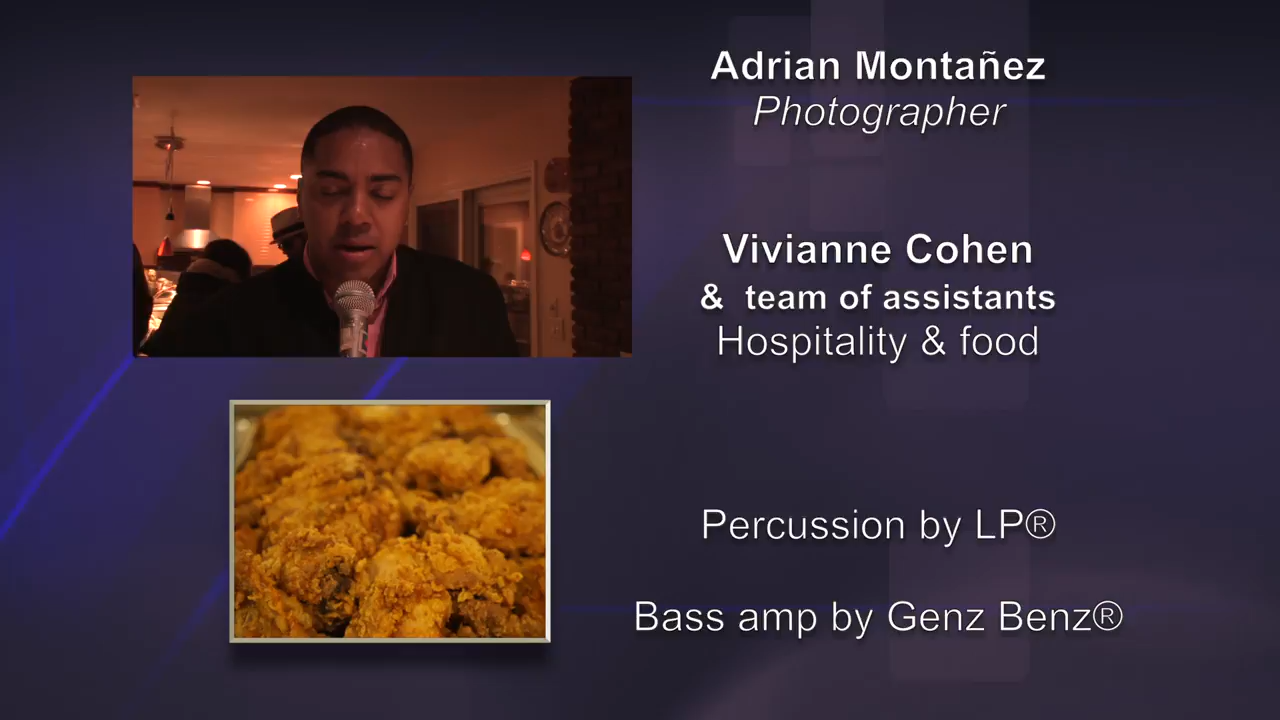 Adrian Montañez
Photographer
Vivianne Cohen
& team of assistants
Hospitality & food
Percussion by LP®
Bass amp by Genz Benz®